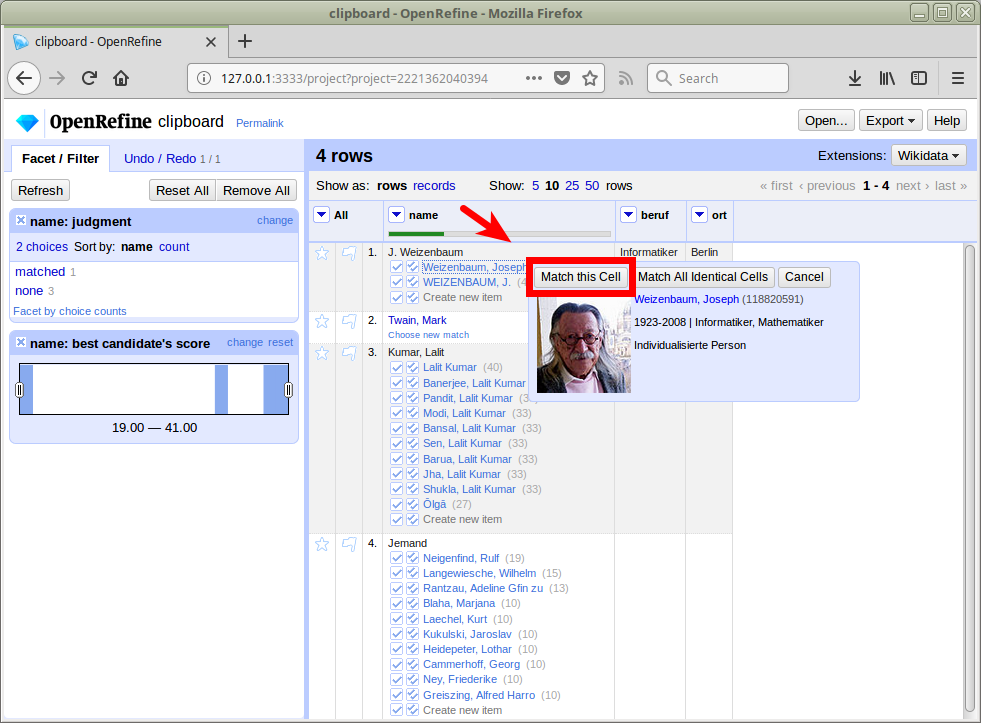 clipboard - OpenRefine - Mozilla Firefox
clipboard - OpenRefine
127.0.0.1:3333/project?project=2221362040394
Search
OpenRefine clipboard Permalink
Open... Export Help
Facet / Filter Undo / Redo 1 / 1
Refresh Reset All Remove All
name: judgment change
2 choices Sort by: name count
matched 1
none 3
Facet by choice counts
name: best candidate's score change reset
19.00 — 41.00
4 rows
Extensions: Wikidata
Show as: rows records Show: 5 10 25 50 rows
« first ‹ previous 1 - 4 next › last »
All name beruf ort
1. J. Weizenbaum Informatiker Berlin
Weizenbaum, Joseph
WEIZENBAUM, J.
Create new item
Match this Cell Match All Identical Cells Cancel
Weizenbaum, Joseph (118820591)
1923-2008 | Informatiker, Mathematiker
Individualisierte Person
2. Twain, Mark
Choose new match
3. Kumar, Lalit
Lalit Kumar (40)
Banerjee, Lalit Kumar
Pandit, Lalit Kumar
Modi, Lalit Kumar (33)
Bansal, Lalit Kumar (33)
Sen, Lalit Kumar (33)
Barua, Lalit Kumar (33)
Jha, Lalit Kumar (33)
Shukla, Lalit Kumar (33)
Ôlgā (27)
Create new item
4. Jemand
Neigenfind, Rulf (19)
Langewiesche, Wilhelm (15)
Rantzau, Adeline Gfin zu (13)
Blaha, Marjana (10)
Laechel, Kurt (10)
Kukulski, Jaroslav (10)
Heidepeter, Lothar (10)
Cammerhoff, Georg (10)
Ney, Friederike (10)
Greiszing, Alfred Harro (10)
Create new item